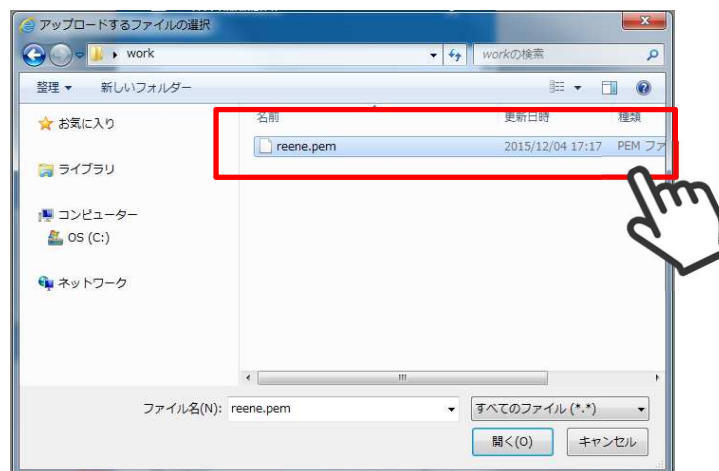 アップロードするファイルの選択
work
workの検索
整理 新しいフォルダー
お気に入り
ライブラリ
コンピューター
OS (C:)
ネットワーク
名前 更新日時 種類
reene.pem 2015/12/04 17:17 PEM ファ
ファイル名(N): reene.pem すべてのファイル (*.*)
開く(O) キャンセル